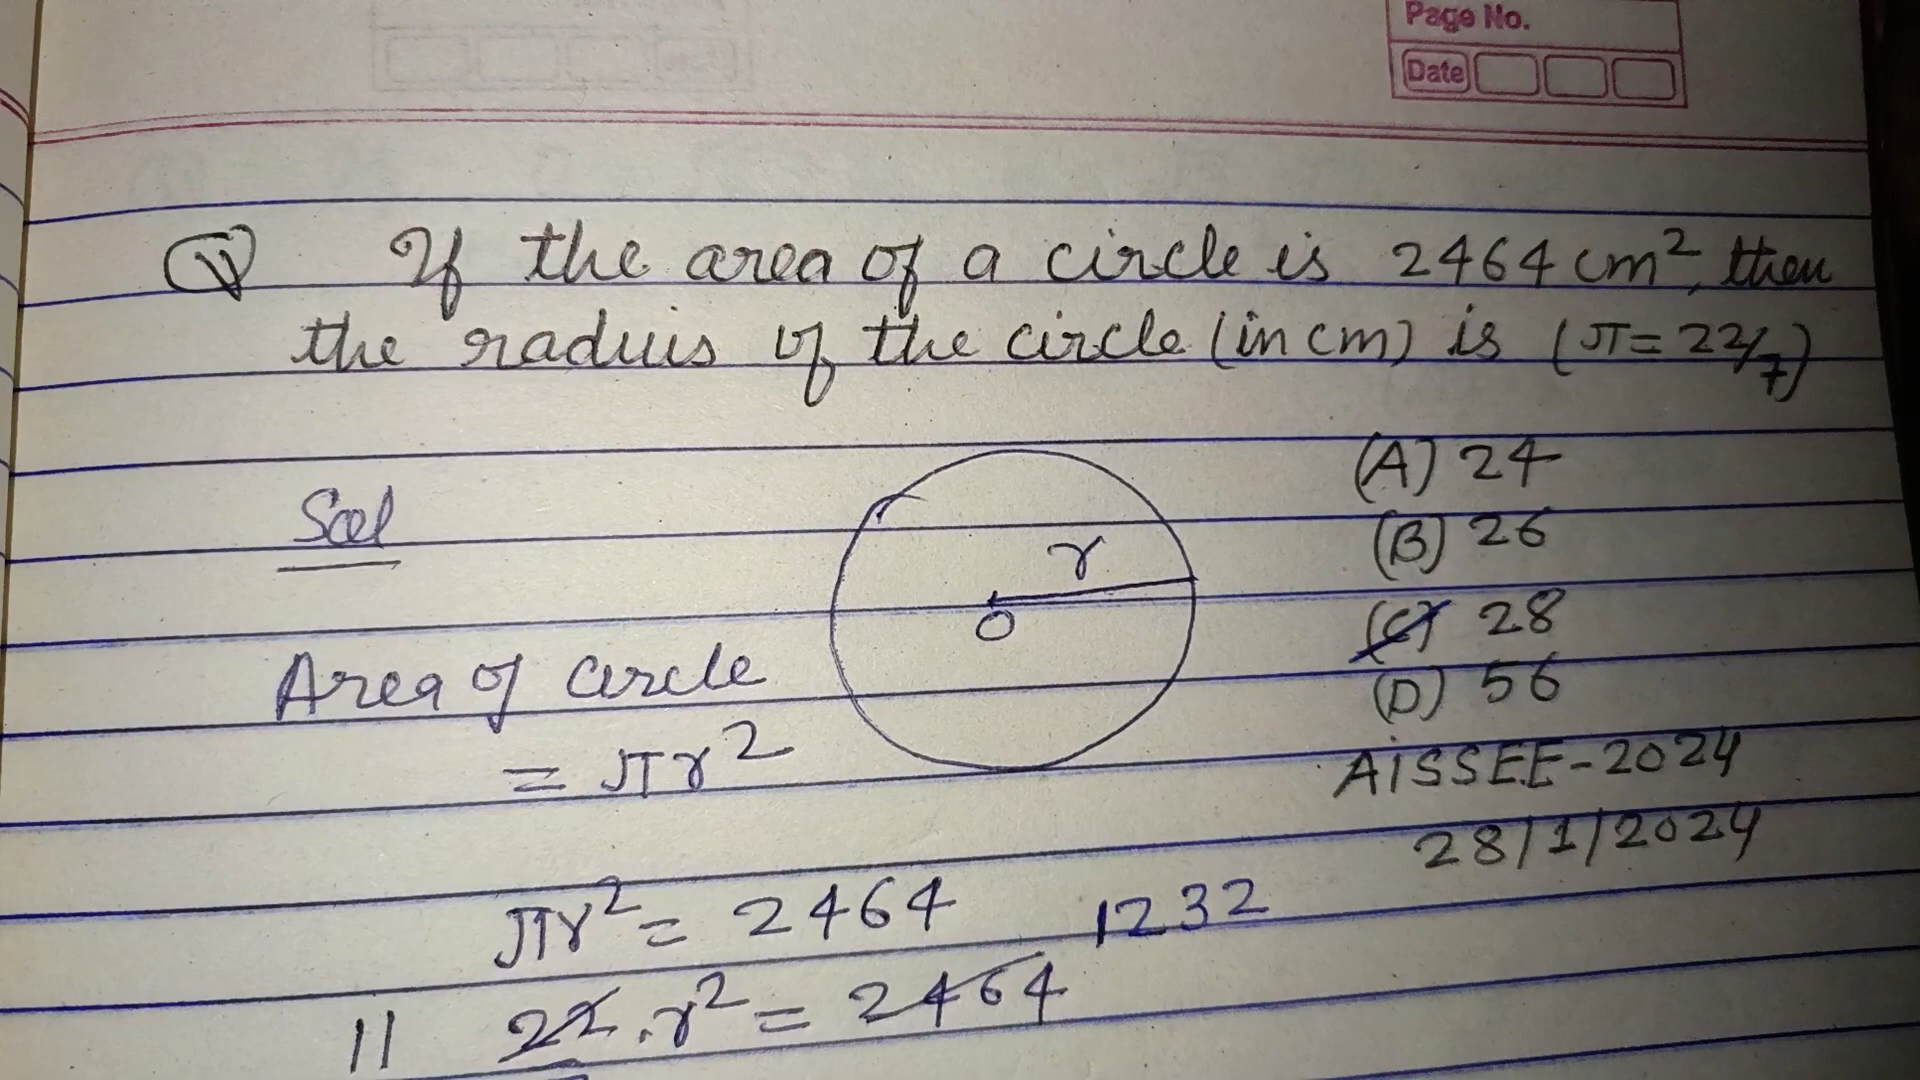 Page No.
Date
Q If the area of a circle is 2464 cm², then
the radius of the circle (in cm) is (π = 22/7)
(A) 24
Sol
(B) 26
r
O
(C) 28
Area of circle
(D) 56
= πr²
AISSEE-2024
28/1/2024
πr² = 2464 1232
11 22 . r² = 2464